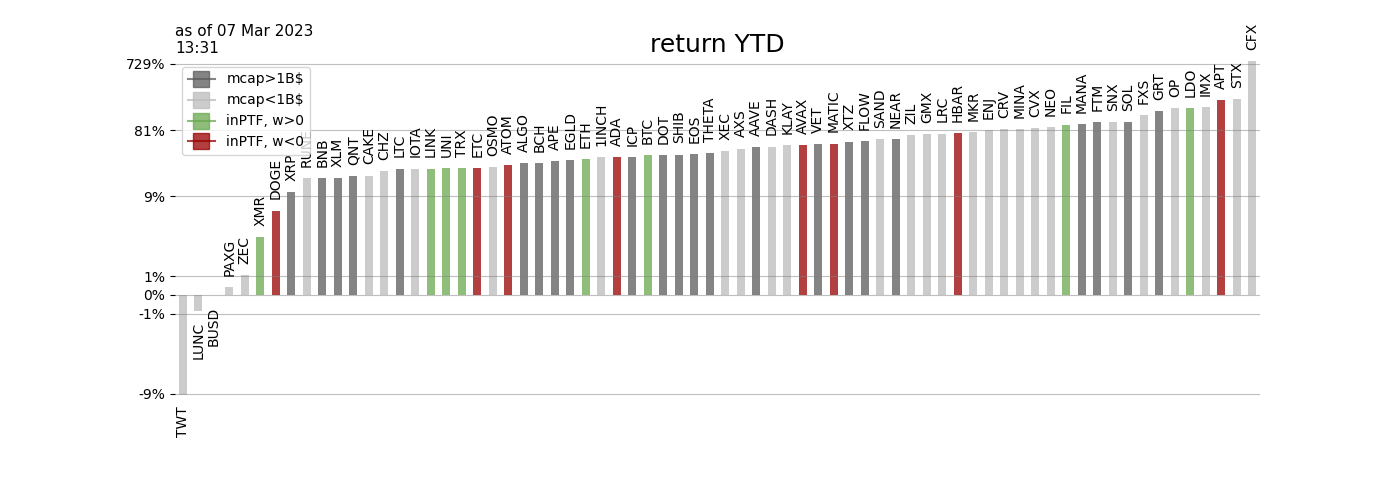 as of 07 Mar 2023
13:31
return YTD
729%
81%
9%
1%
0%
-1%
-9%
mcap>1B$
mcap<1B$
inPTF, w>0
inPTF, w<0
TWT
LUNC
BUSD
PAXG
ZEC
XMR
DOGE
XRP
RUNE
BNB
XLM
QNT
CAKE
CHZ
LTC
IOTA
LINK
UNI
TRX
ETC
OSMO
ATOM
ALGO
BCH
APE
EGLD
ETH
1INCH
ADA
ICP
BTC
DOT
SHIB
EOS
THETA
XEC
AXS
AAVE
DASH
KLAY
AVAX
VET
MATIC
XTZ
FLOW
SAND
NEAR
ZIL
GMX
LRC
HBAR
MKR
ENJ
CRV
MINA
CVX
NEO
FIL
MANA
FTM
SNX
SOL
FXS
GRT
OP
LDO
IMX
APT
STX
CFX